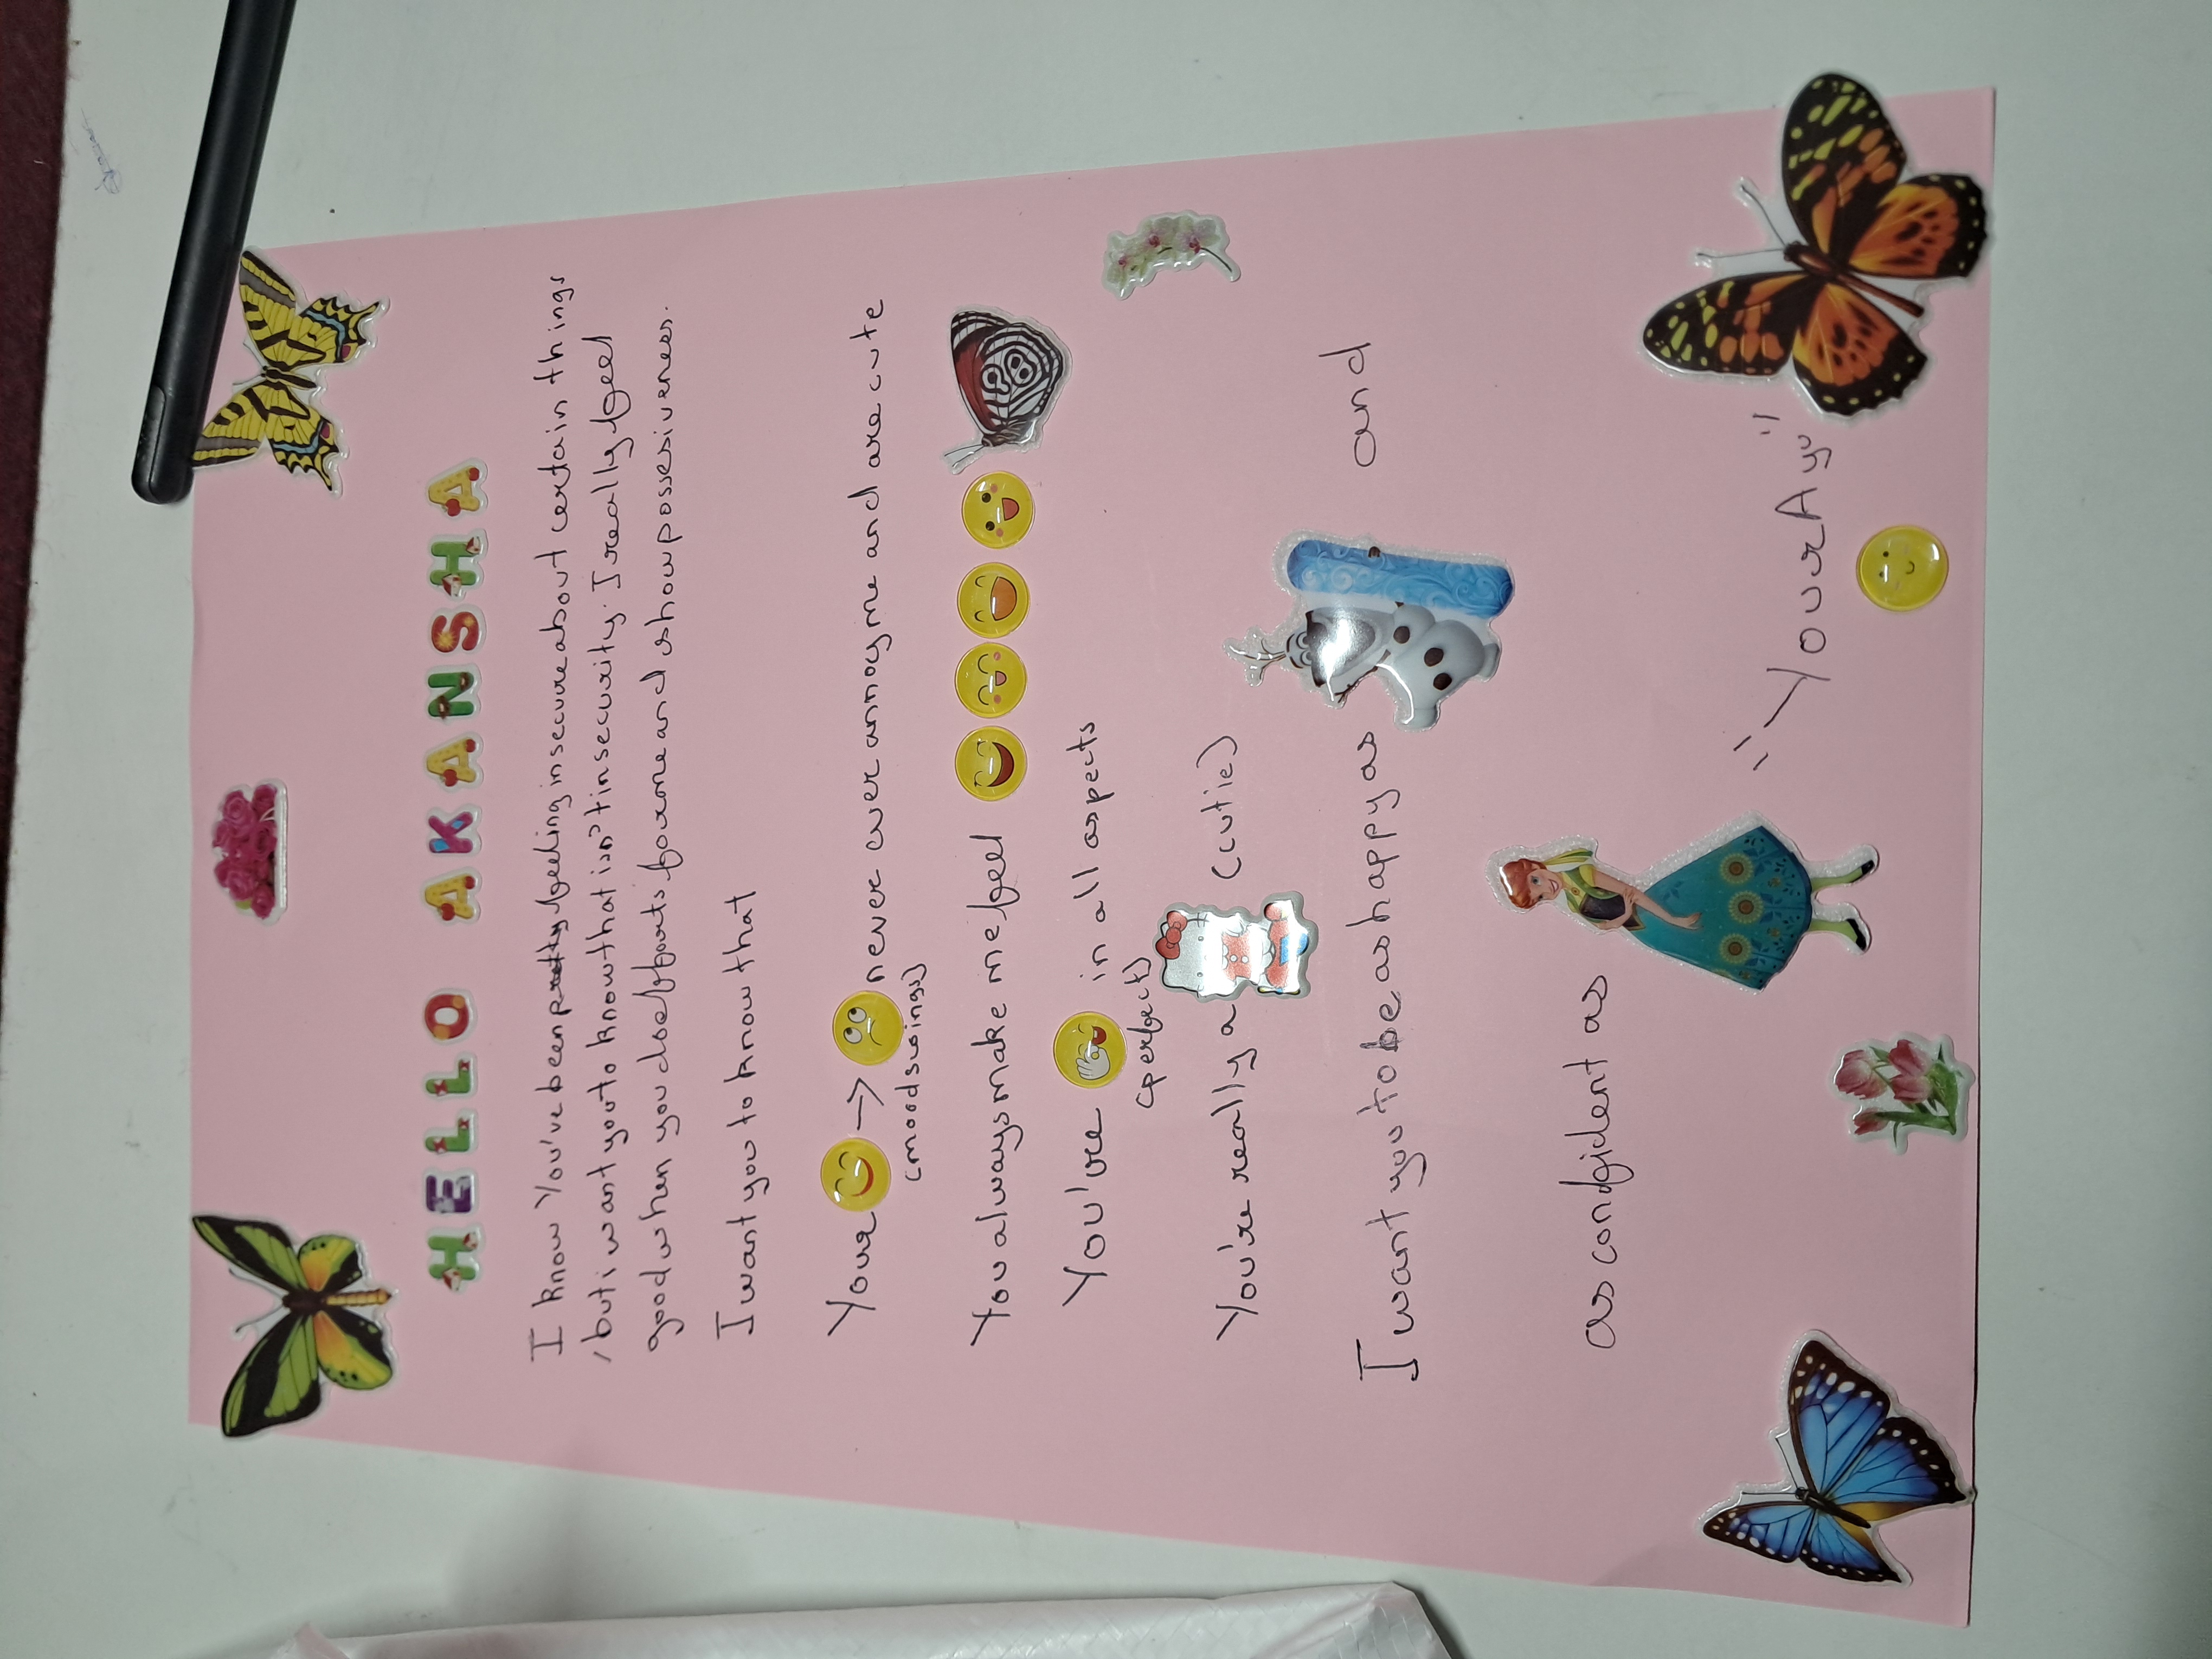 HELLO AKANSHA
I know You've been pretty feeling insecure about certain things
, but i want you to know that isn't insecurity. I really feel
good when you do efforts for me and show possesiveness.
I want you to know that
Your → never ever annoy me and are cute
(moodswings)
You always make me feel
88
You're in all aspects
(perfect)
You're really a (cutie)
I want you to be as happy as and
as confident as
"Your Ayu"